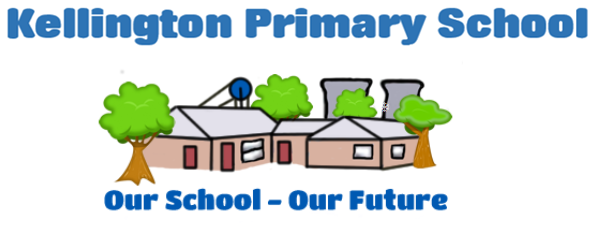 Kellington Primary School
Our School - Our Future